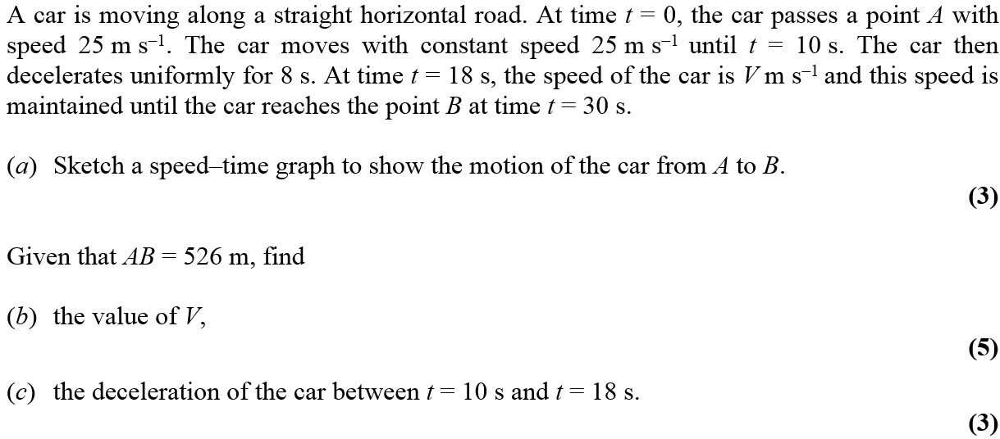 A car is moving along a straight horizontal road. At time t = 0, the car passes a point A with
speed 25 m s⁻¹. The car moves with constant speed 25 m s⁻¹ until t = 10 s. The car then
decelerates uniformly for 8 s. At time t = 18 s, the speed of the car is V m s⁻¹ and this speed is
maintained until the car reaches the point B at time t = 30 s.
(a) Sketch a speed–time graph to show the motion of the car from A to B.
(3)
Given that AB = 526 m, find
(b) the value of V,
(5)
(c) the deceleration of the car between t = 10 s and t = 18 s.
(3)